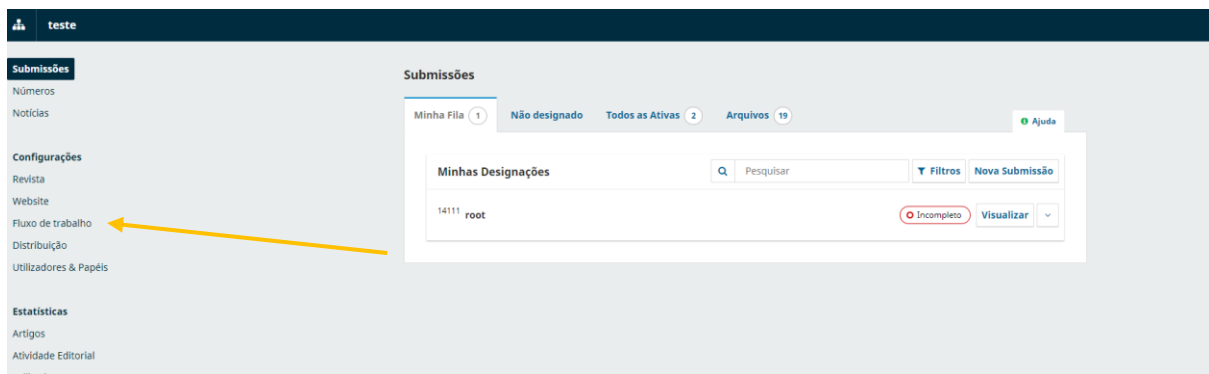 teste
Submissões
Números
Notícias
Configurações
Revista
Website
Fluxo de trabalho
Distribuição
Utilizadores & Papéis
Estatísticas
Artigos
Atividade Editorial
Submissões
Minha Fila 1 Não designado Todos as Ativas 2 Arquivos 19
Ajuda
Minhas Designações Pesquisar Filtros Nova Submissão
14111 root Incompleto Visualizar